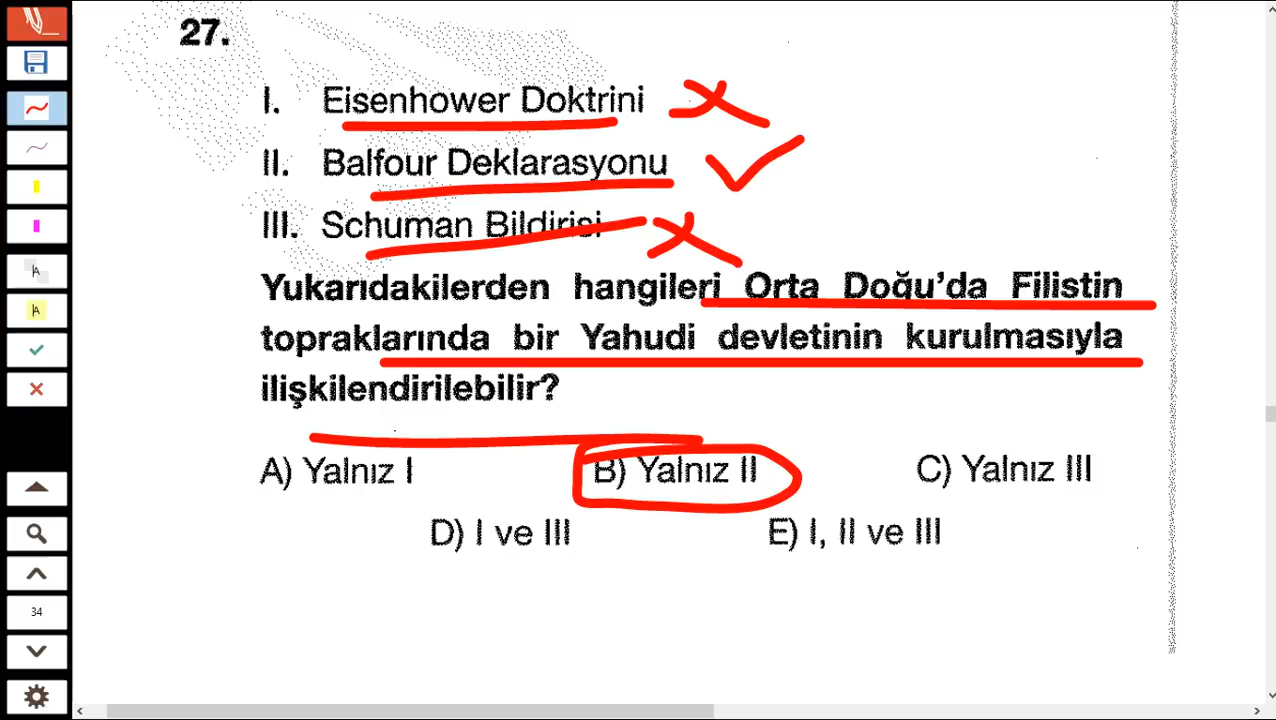 27.
I. Eisenhower Doktrini
II. Balfour Deklarasyonu
III. Schuman Bildirisi
Yukarıdakilerden hangileri Orta Doğu'da Filistin
topraklarında bir Yahudi devletinin kurulmasıyla
ilişkilendirilebilir?
A) Yalnız I B) Yalnız II C) Yalnız III
D) I ve III E) I, II ve III
34